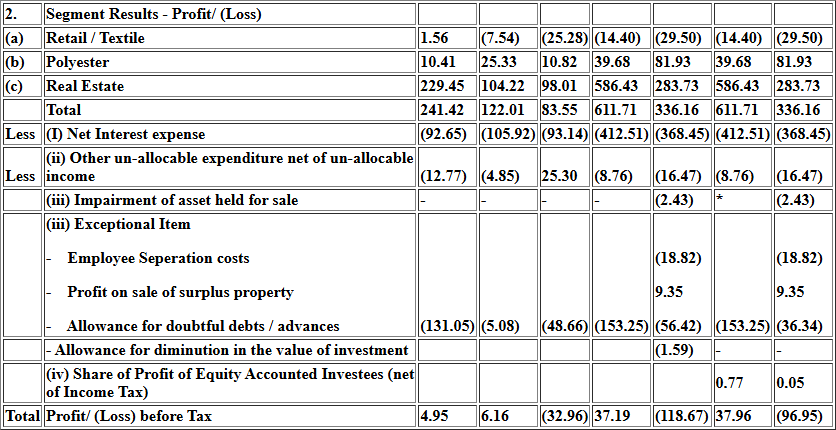 2. Segment Results - Profit/ (Loss)
(a) Retail / Textile 1.56 (7.54) (25.28) (14.40) (29.50) (14.40) (29.50)
(b) Polyester 10.41 25.33 10.82 39.68 81.93 39.68 81.93
(c) Real Estate 229.45 104.22 98.01 586.43 283.73 586.43 283.73
Total 241.42 122.01 83.55 611.71 336.16 611.71 336.16
Less (I) Net Interest expense (92.65) (105.92) (93.14) (412.51) (368.45) (412.51) (368.45)
(ii) Other un-allocable expenditure net of un-allocable
Less income (12.77) (4.85) 25.30 (8.76) (16.47) (8.76) (16.47)
(iii) Impairment of asset held for sale - - - - (2.43) * (2.43)
(iii) Exceptional Item
- Employee Seperation costs (18.82) (18.82)
- Profit on sale of surplus property 9.35 9.35
- Allowance for doubtful debts / advances (131.05) (5.08) (48.66) (153.25) (56.42) (153.25) (36.34)
- Allowance for diminution in the value of investment (1.59) - -
(iv) Share of Profit of Equity Accounted Investees (net
of Income Tax) 0.77 0.05
Total Profit/ (Loss) before Tax 4.95 6.16 (32.96) 37.19 (118.67) 37.96 (96.95)